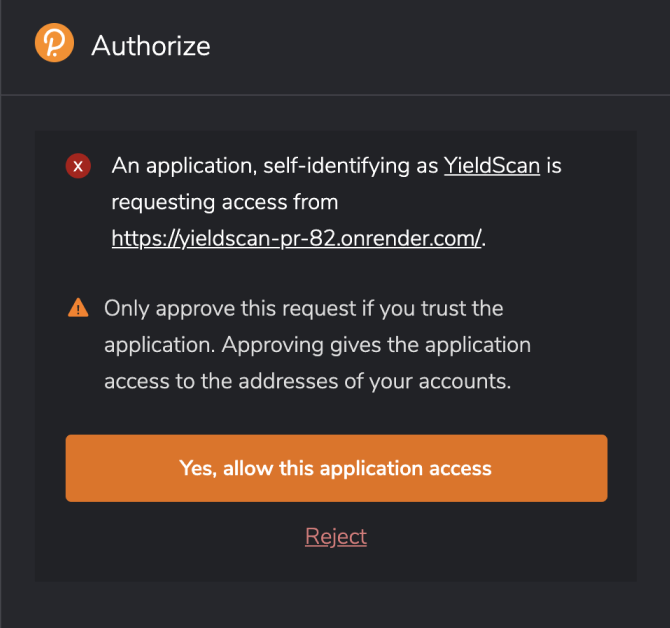 Authorize
X
An application, self-identifying as YieldScan is
requesting access from
https://yieldscan-pr-82.onrender.com/.
Only approve this request if you trust the
application. Approving gives the application
access to the addresses of your accounts.
Yes, allow this application access
Reject